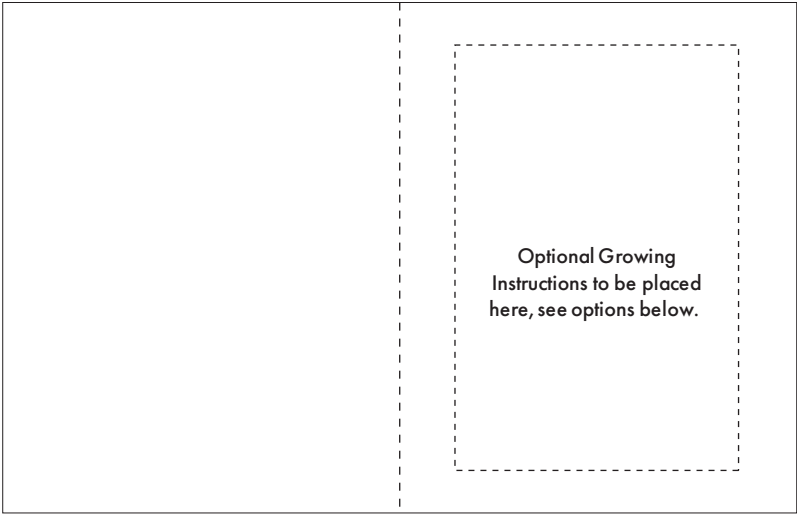 Optional Growing
Instructions to be placed
here, see options below.